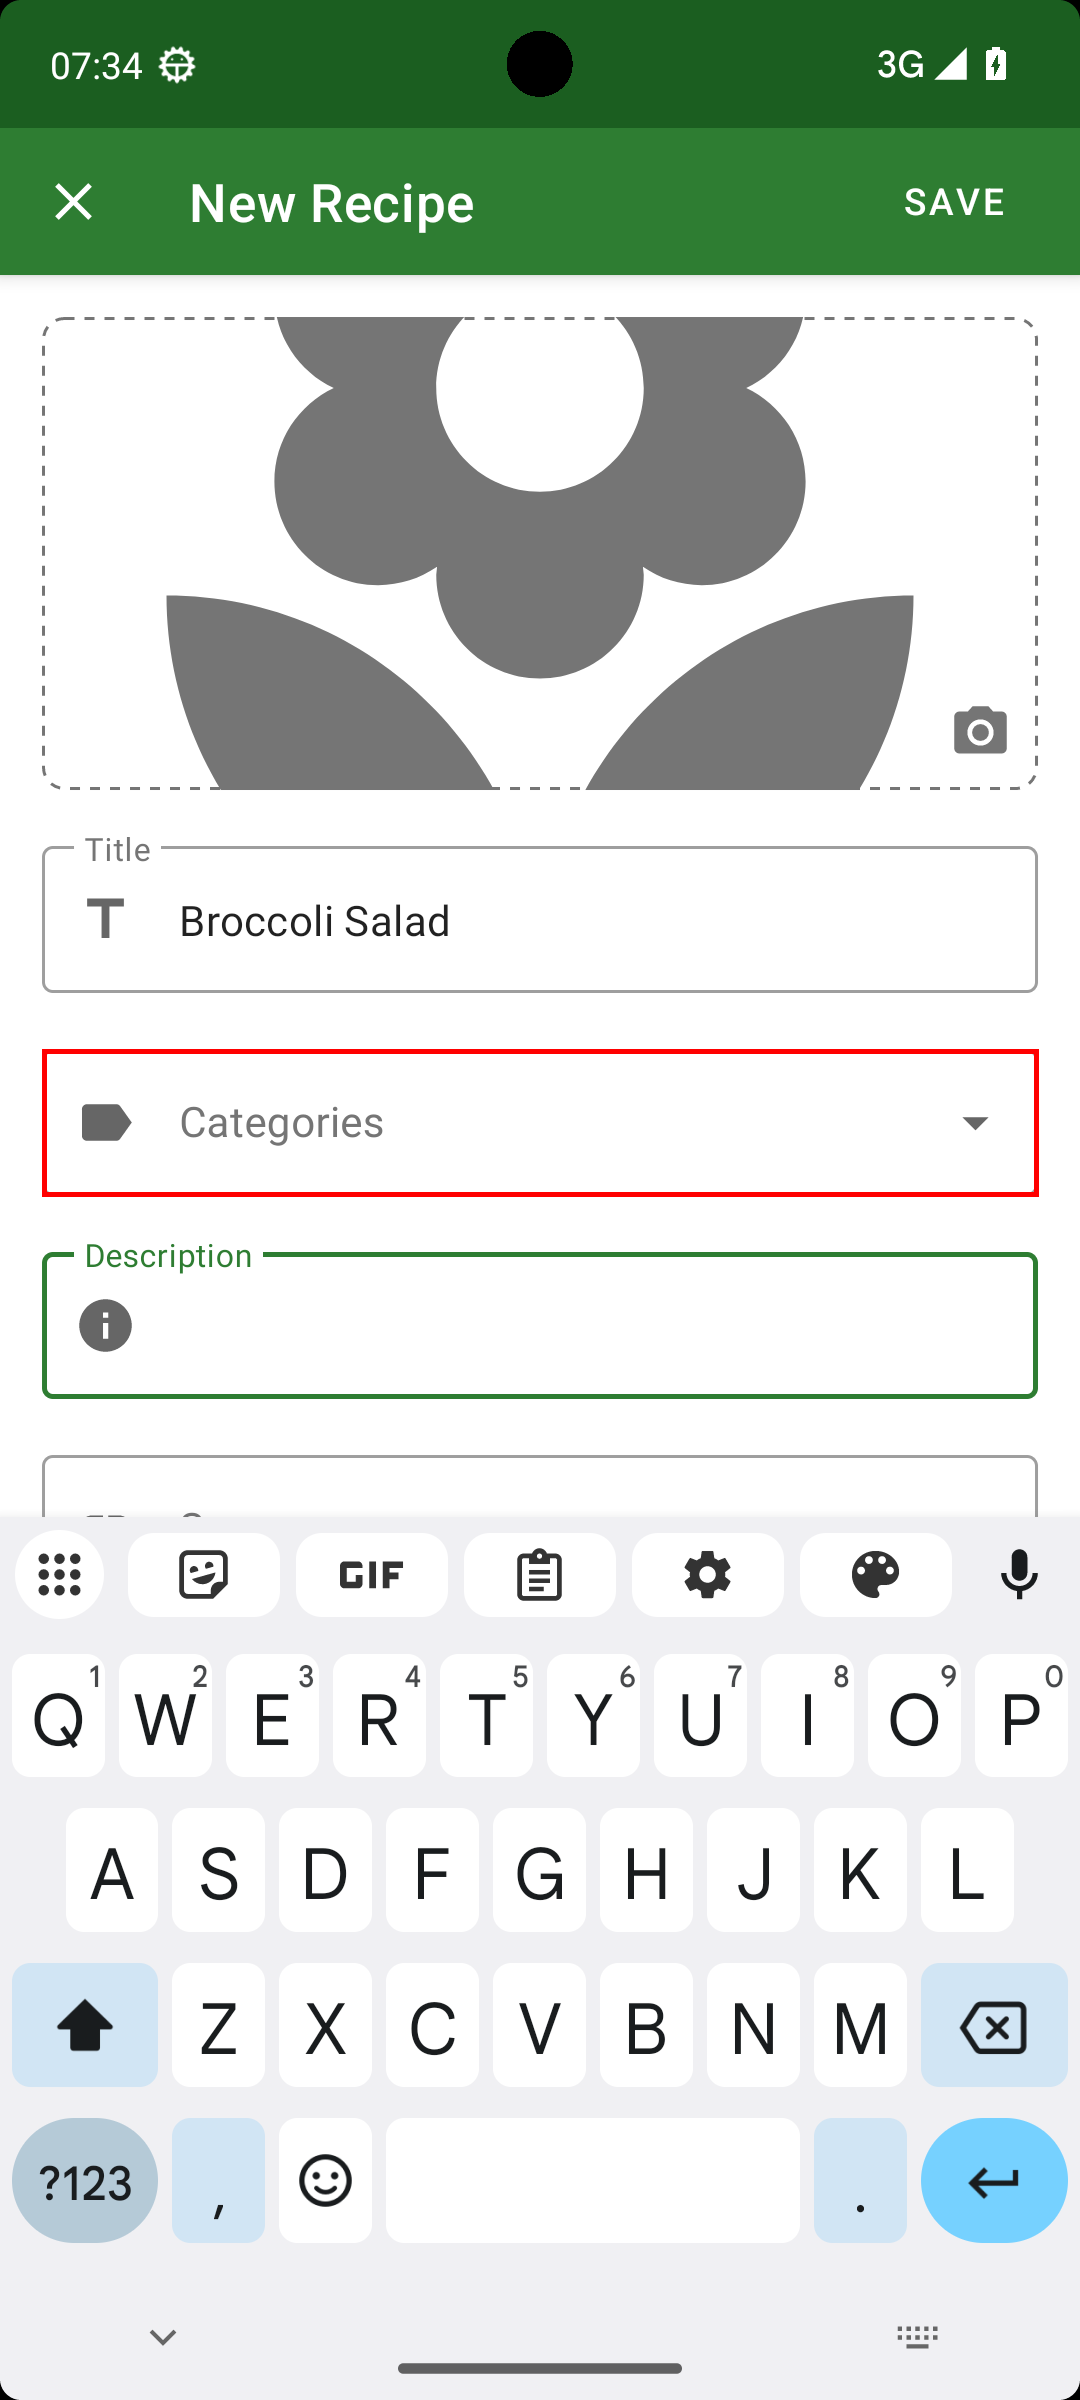 07:34 3G
New Recipe SAVE
Title
Broccoli Salad
Categories
Description
GIF
Q 1 W 2 E 3 R 4 T 5 Y 6 U 7 I 8 O 9 P 0
A S D F G H J K L
Z X C V B N M
?123 , .